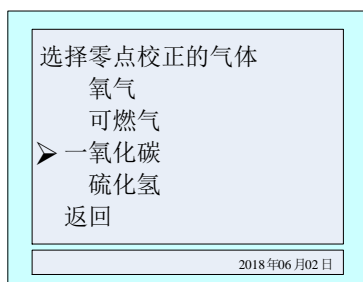 选择零点校正的气体
氧气
可燃气
一氧化碳
硫化氢
返回
2018年06月02日